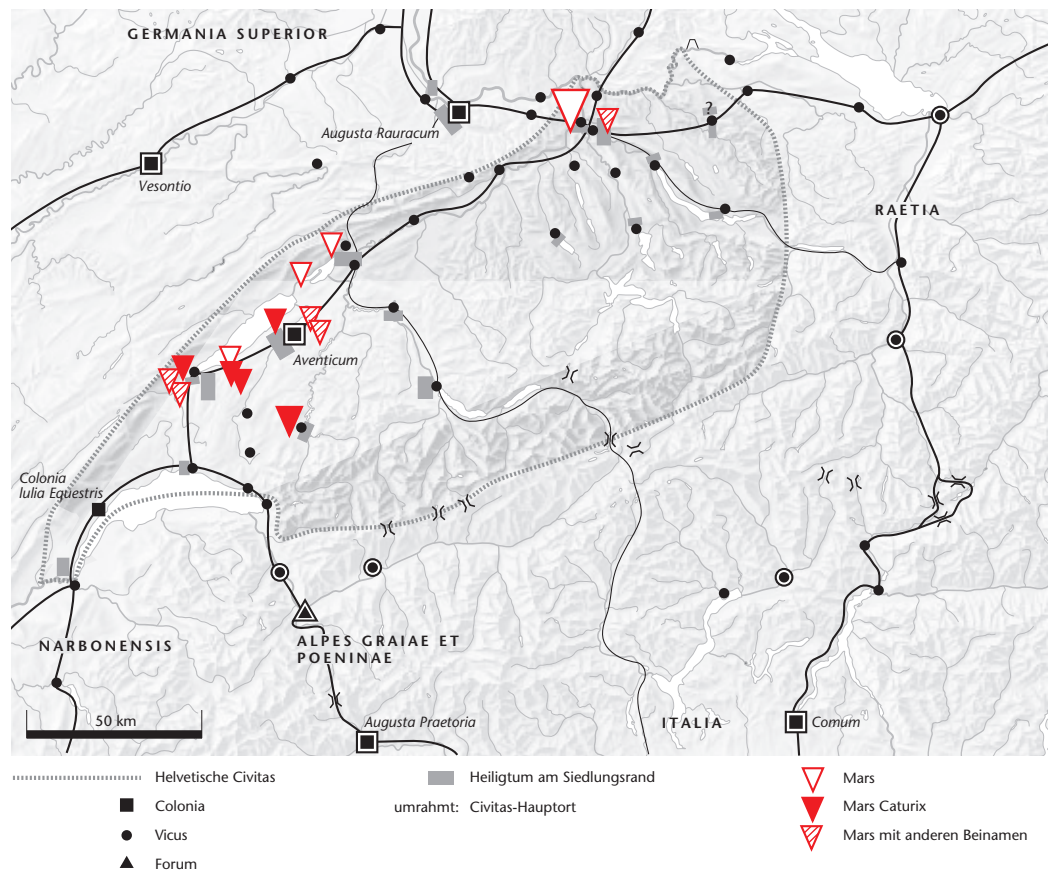 GERMANIA SUPERIOR
Augusta Rauracum
?
Vesontio
RAETIA
Aventicum
Colonia
Iulia Equestris
NARBONENSIS
ALPES GRAIAE ET
POENINAE
50 km
Augusta Praetoria
ITALIA
Comum
Helvetische Civitas
Colonia
Vicus
Forum
Heiligtum am Siedlungsrand
umrahmt: Civitas-Hauptort
Mars
Mars Caturix
Mars mit anderen Beinamen